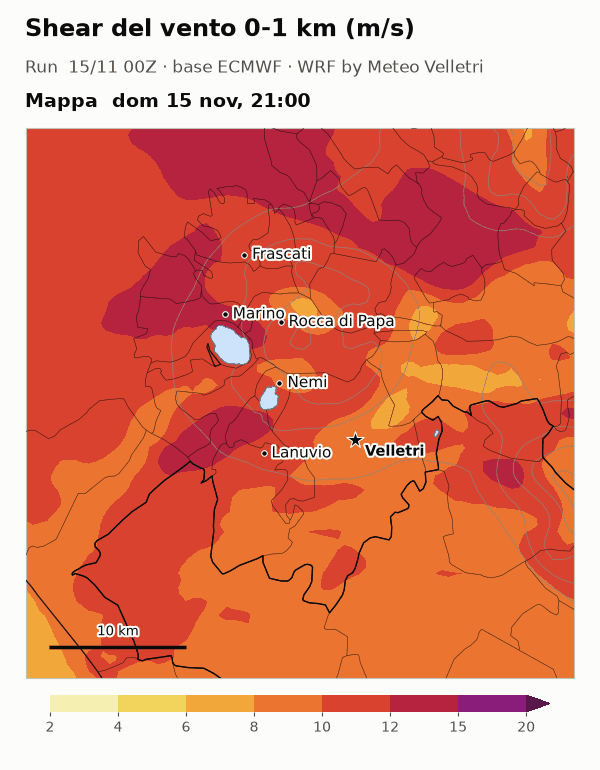 Shear del vento 0-1 km (m/s)
Run  15/11 00Z · base ECMWF · WRF by Meteo Velletri
Mappa  dom 15 nov, 21:00
Frascati
Marino
Rocca di Papa
Nemi
Velletri
Lanuvio
10 km
2 4 6 8 10 12 15 20